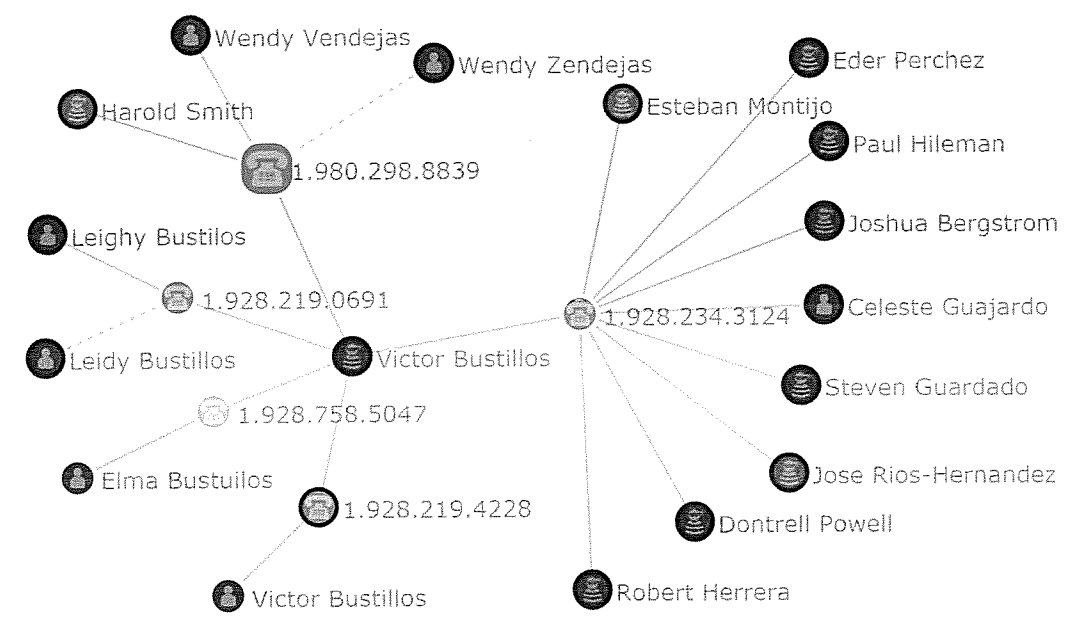 Wendy Vendejas
Wendy Zendejas
Eder Perchez
Harold Smith
Esteban Montijo
Paul Hileman
1.980.298.8839
Leighy Bustilos
Joshua Bergstrom
1.928.219.0691
Celeste Guajardo
1.928.234.3124
Leidy Bustillos
Victor Bustillos
Steven Guardado
1.928.758.5047
Elma Bustuilos
Jose Rios-Hernandez
1.928.219.4228
Dontrell Powell
Victor Bustillos
Robert Herrera